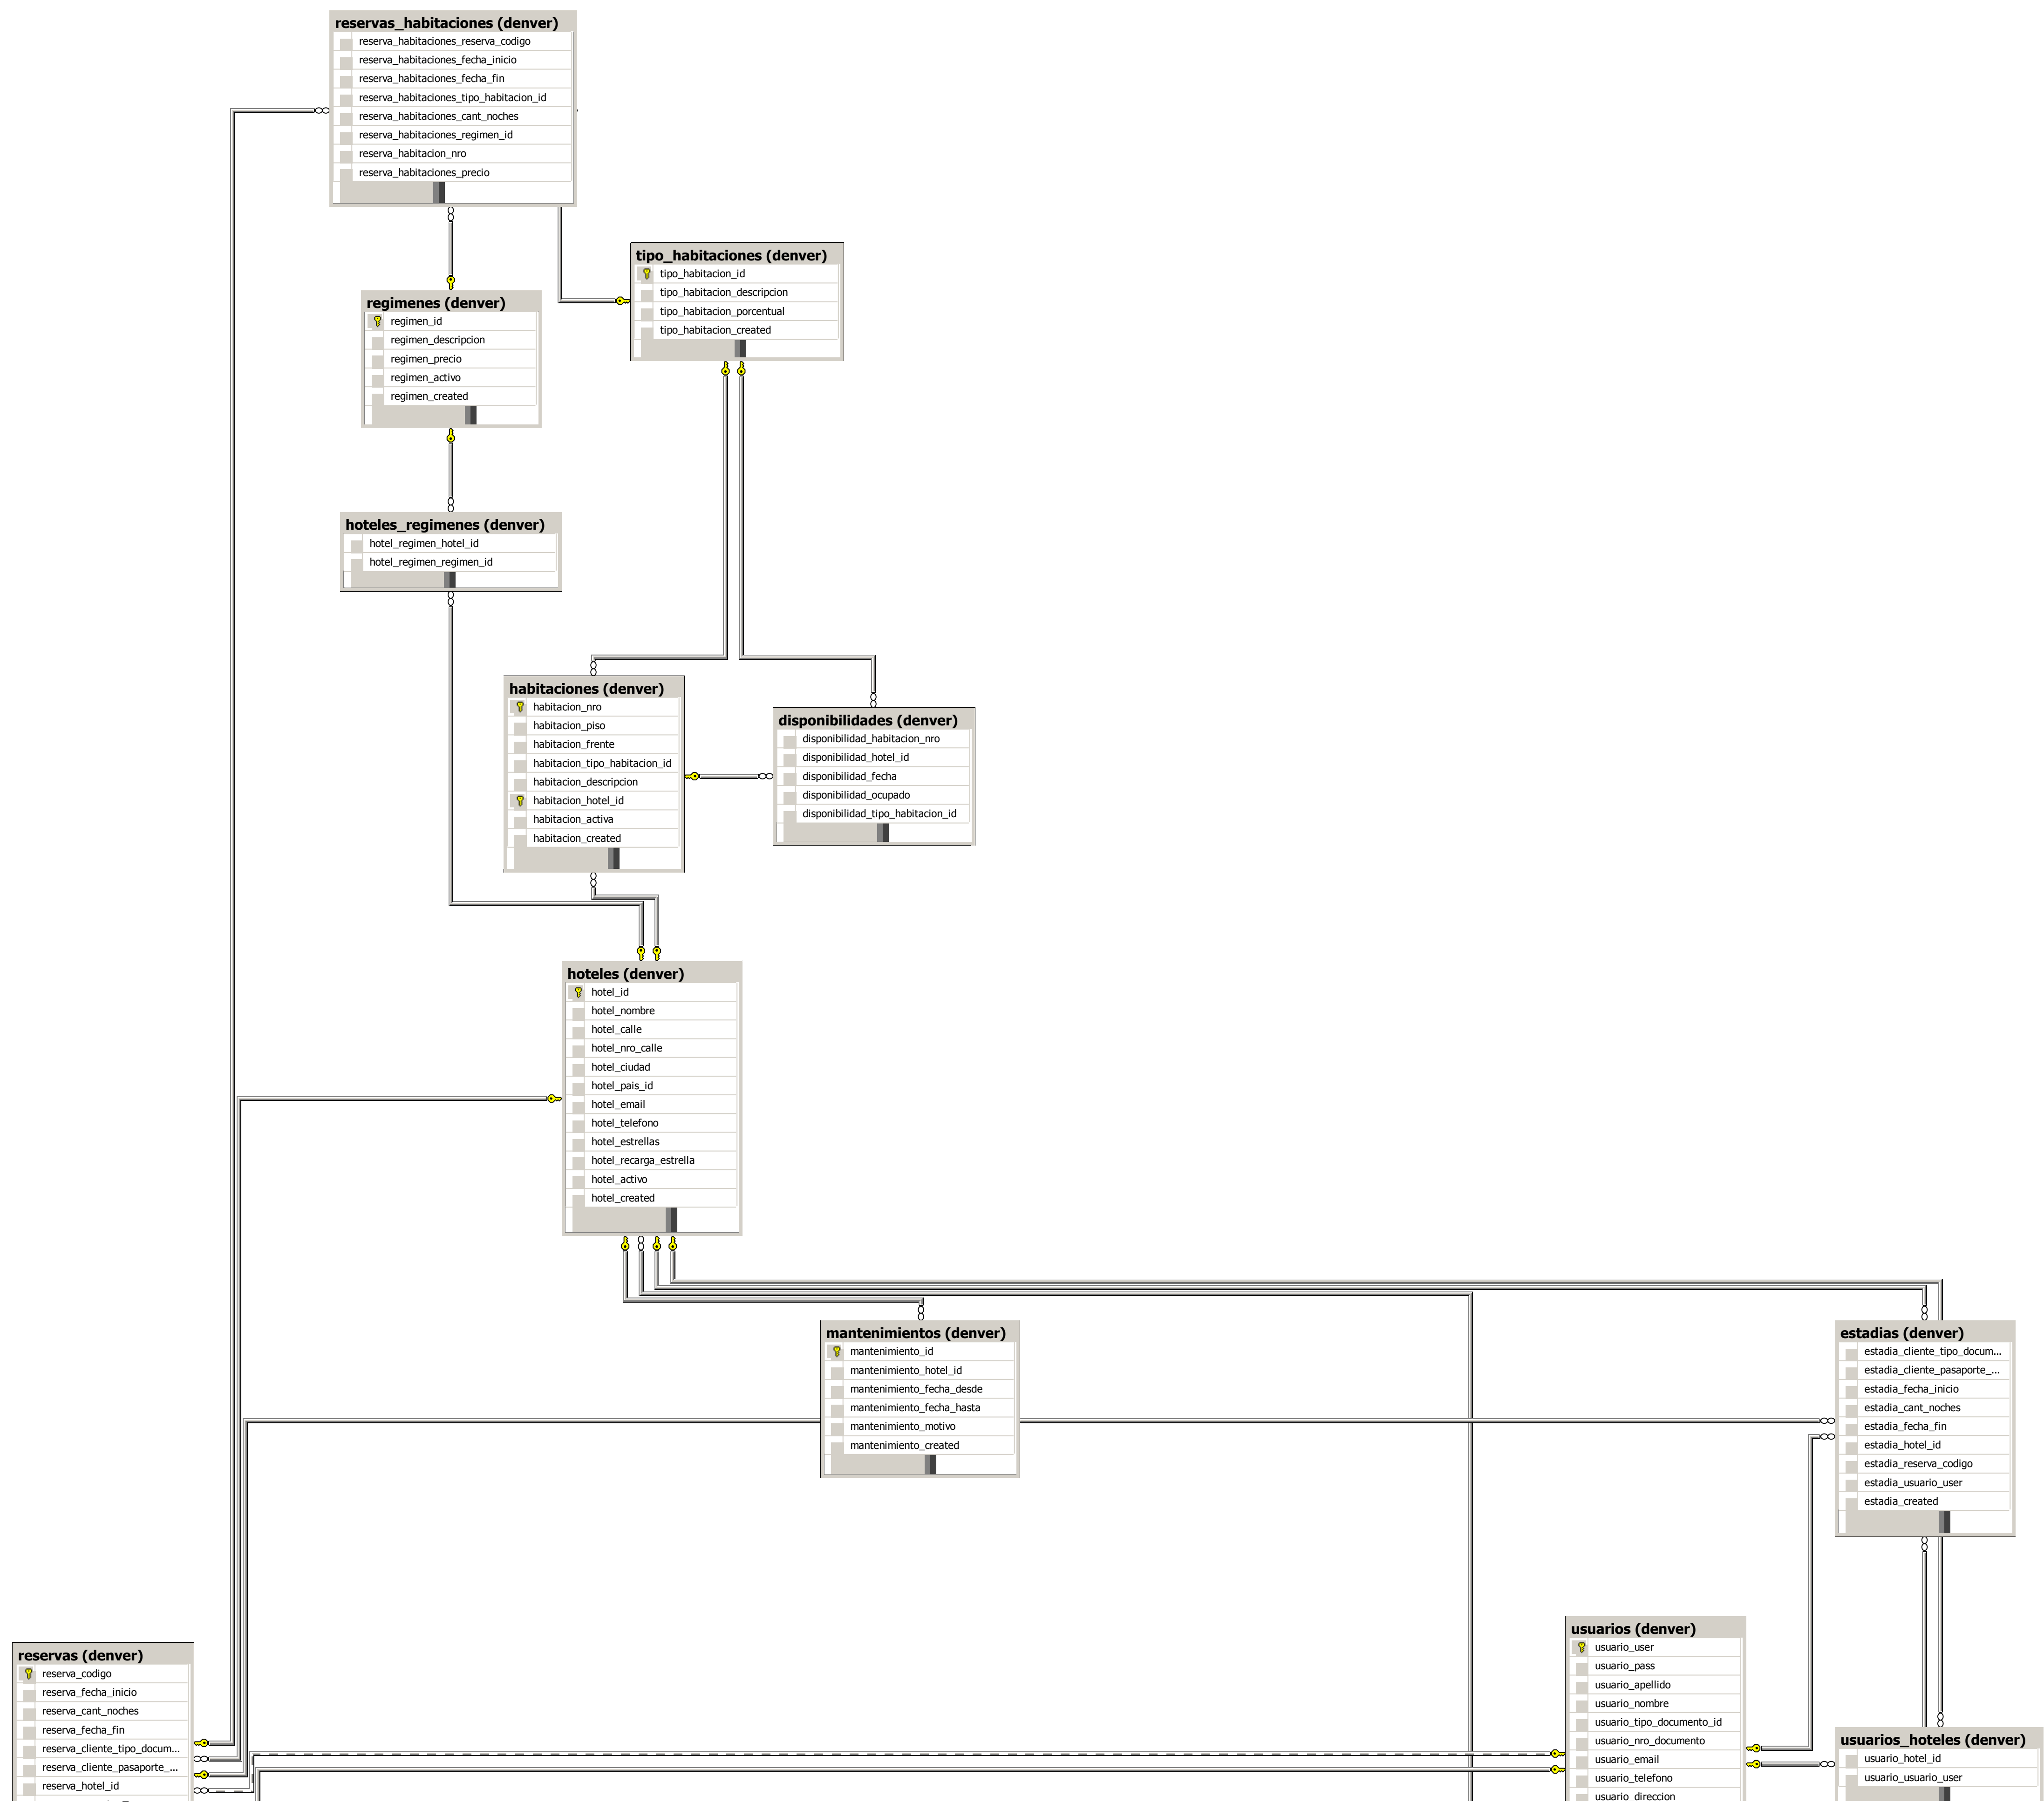 reservas_habitaciones (denver)
reserva_habitaciones_reserva_codigo
reserva_habitaciones_fecha_inicio
reserva_habitaciones_fecha_fin
reserva_habitaciones_tipo_habitacion_id
reserva_habitaciones_cant_noches
reserva_habitaciones_regimen_id
reserva_habitacion_nro
reserva_habitaciones_precio
tipo_habitaciones (denver)
tipo_habitacion_id
tipo_habitacion_descripcion
tipo_habitacion_porcentual
tipo_habitacion_created
regimenes (denver)
regimen_id
regimen_descripcion
regimen_precio
regimen_activo
regimen_created
hoteles_regimenes (denver)
hotel_regimen_hotel_id
hotel_regimen_regimen_id
habitaciones (denver)
habitacion_nro
habitacion_piso
habitacion_frente
habitacion_tipo_habitacion_id
habitacion_descripcion
habitacion_hotel_id
habitacion_activa
habitacion_created
disponibilidades (denver)
disponibilidad_habitacion_nro
disponibilidad_hotel_id
disponibilidad_fecha
disponibilidad_ocupado
disponibilidad_tipo_habitacion_id
hoteles (denver)
hotel_id
hotel_nombre
hotel_calle
hotel_nro_calle
hotel_ciudad
hotel_pais_id
hotel_email
hotel_telefono
hotel_estrellas
hotel_recarga_estrella
hotel_activo
hotel_created
mantenimientos (denver)
mantenimiento_id
mantenimiento_hotel_id
mantenimiento_fecha_desde
mantenimiento_fecha_hasta
mantenimiento_motivo
mantenimiento_created
estadias (denver)
estadia_cliente_tipo_docum...
estadia_cliente_pasaporte_...
estadia_fecha_inicio
estadia_cant_noches
estadia_fecha_fin
estadia_hotel_id
estadia_reserva_codigo
estadia_usuario_user
estadia_created
reservas (denver)
reserva_codigo
reserva_fecha_inicio
reserva_cant_noches
reserva_fecha_fin
reserva_cliente_tipo_docum...
reserva_cliente_pasaporte_...
reserva_hotel_id
usuarios (denver)
usuario_user
usuario_pass
usuario_apellido
usuario_nombre
usuario_tipo_documento_id
usuario_nro_documento
usuario_email
usuario_telefono
usuario_direccion
usuarios_hoteles (denver)
usuario_hotel_id
usuario_usuario_user